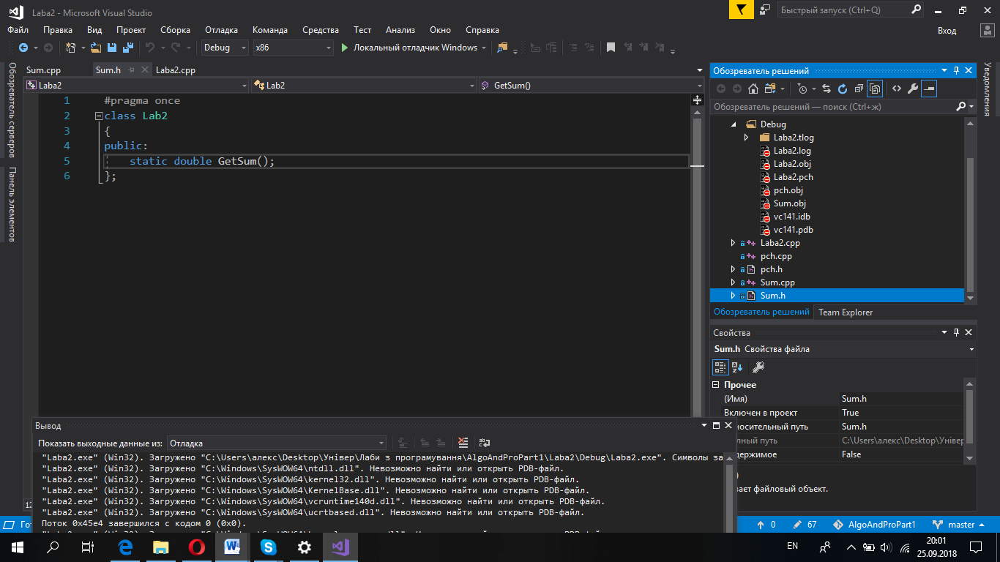 Laba2 - Microsoft Visual Studio
Быстрый запуск (Ctrl+Q)
Файл Правка Вид Проект Сборка Отладка Команда Средства Тест Анализ Окно Справка
Вход
Debug x86 Локальный отладчик Windows
Обозреватель серверов
Панель элементов
Sum.cpp Sum.h Laba2.cpp
Laba2 Lab2 GetSum()
1 #pragma once
2 class Lab2
3 {
4 public:
5 static double GetSum();
6 };
Обозреватель решений
Обозреватель решений — поиск (Ctrl+ж)
Debug
Laba2.tlog
Laba2.log
Laba2.obj
Laba2.pch
pch.obj
Sum.obj
vc141.idb
vc141.pdb
Laba2.cpp
pch.cpp
pch.h
Sum.cpp
Sum.h
Обозреватель решений Team Explorer
Уведомления
Свойства
Sum.h Свойства файла
Прочее
(Имя) Sum.h
Включен в проект True
носительный путь Sum.h
лный путь C:\Users\алекс\Desktop\Універ
держимое False
ает файловый объект.
Вывод
Показать выходные данные из: Отладка
"Laba2.exe" (Win32). Загружено "C:\Users\алекс\Desktop\Універ\Лаби з програмування\AlgoAndProPart1\Laba2\Debug\Laba2.exe". Символы за
"Laba2.exe" (Win32). Загружено "C:\Windows\SysWOW64\ntdll.dll". Невозможно найти или открыть PDB-файл.
"Laba2.exe" (Win32). Загружено "C:\Windows\SysWOW64\kernel32.dll". Невозможно найти или открыть PDB-файл.
"Laba2.exe" (Win32). Загружено "C:\Windows\SysWOW64\KernelBase.dll". Невозможно найти или открыть PDB-файл.
"Laba2.exe" (Win32). Загружено "C:\Windows\SysWOW64\vcruntime140d.dll". Невозможно найти или открыть PDB-файл.
"Laba2.exe" (Win32). Загружено "C:\Windows\SysWOW64\ucrtbased.dll". Невозможно найти или открыть PDB-файл.
Поток 0x45e4 завершился с кодом 0 (0x0).
12
Го
0 67 AlgoAndProPart1 master
EN
20:01
25.09.2018